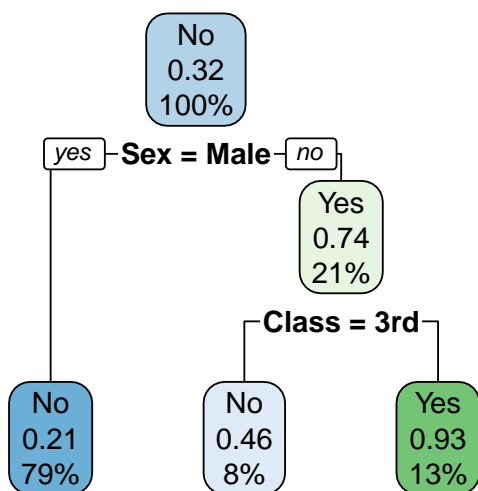 No
0.32
100%
yes Sex = Male no
Yes
0.74
21%
Class = 3rd
No
0.21
79%
No
0.46
8%
Yes
0.93
13%